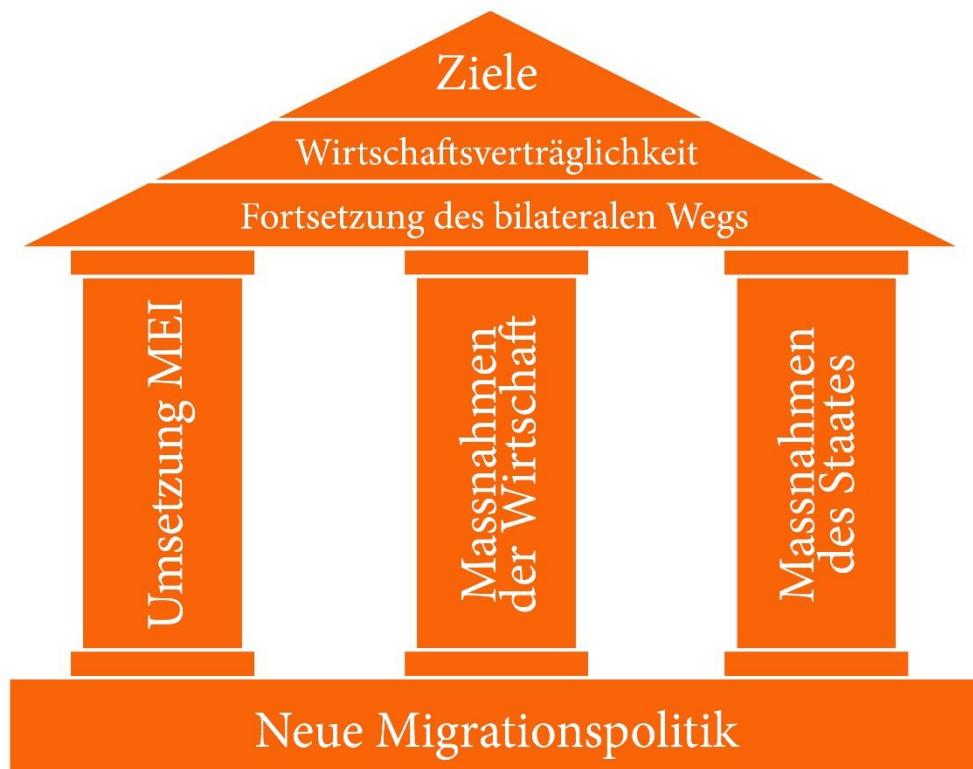 Ziele
Wirtschaftsverträglichkeit
Fortsetzung des bilateralen Wegs
Umsetzung MEI
Massnahmen
der Wirtschaft
Massnahmen
des Staates
Neue Migrationspolitik